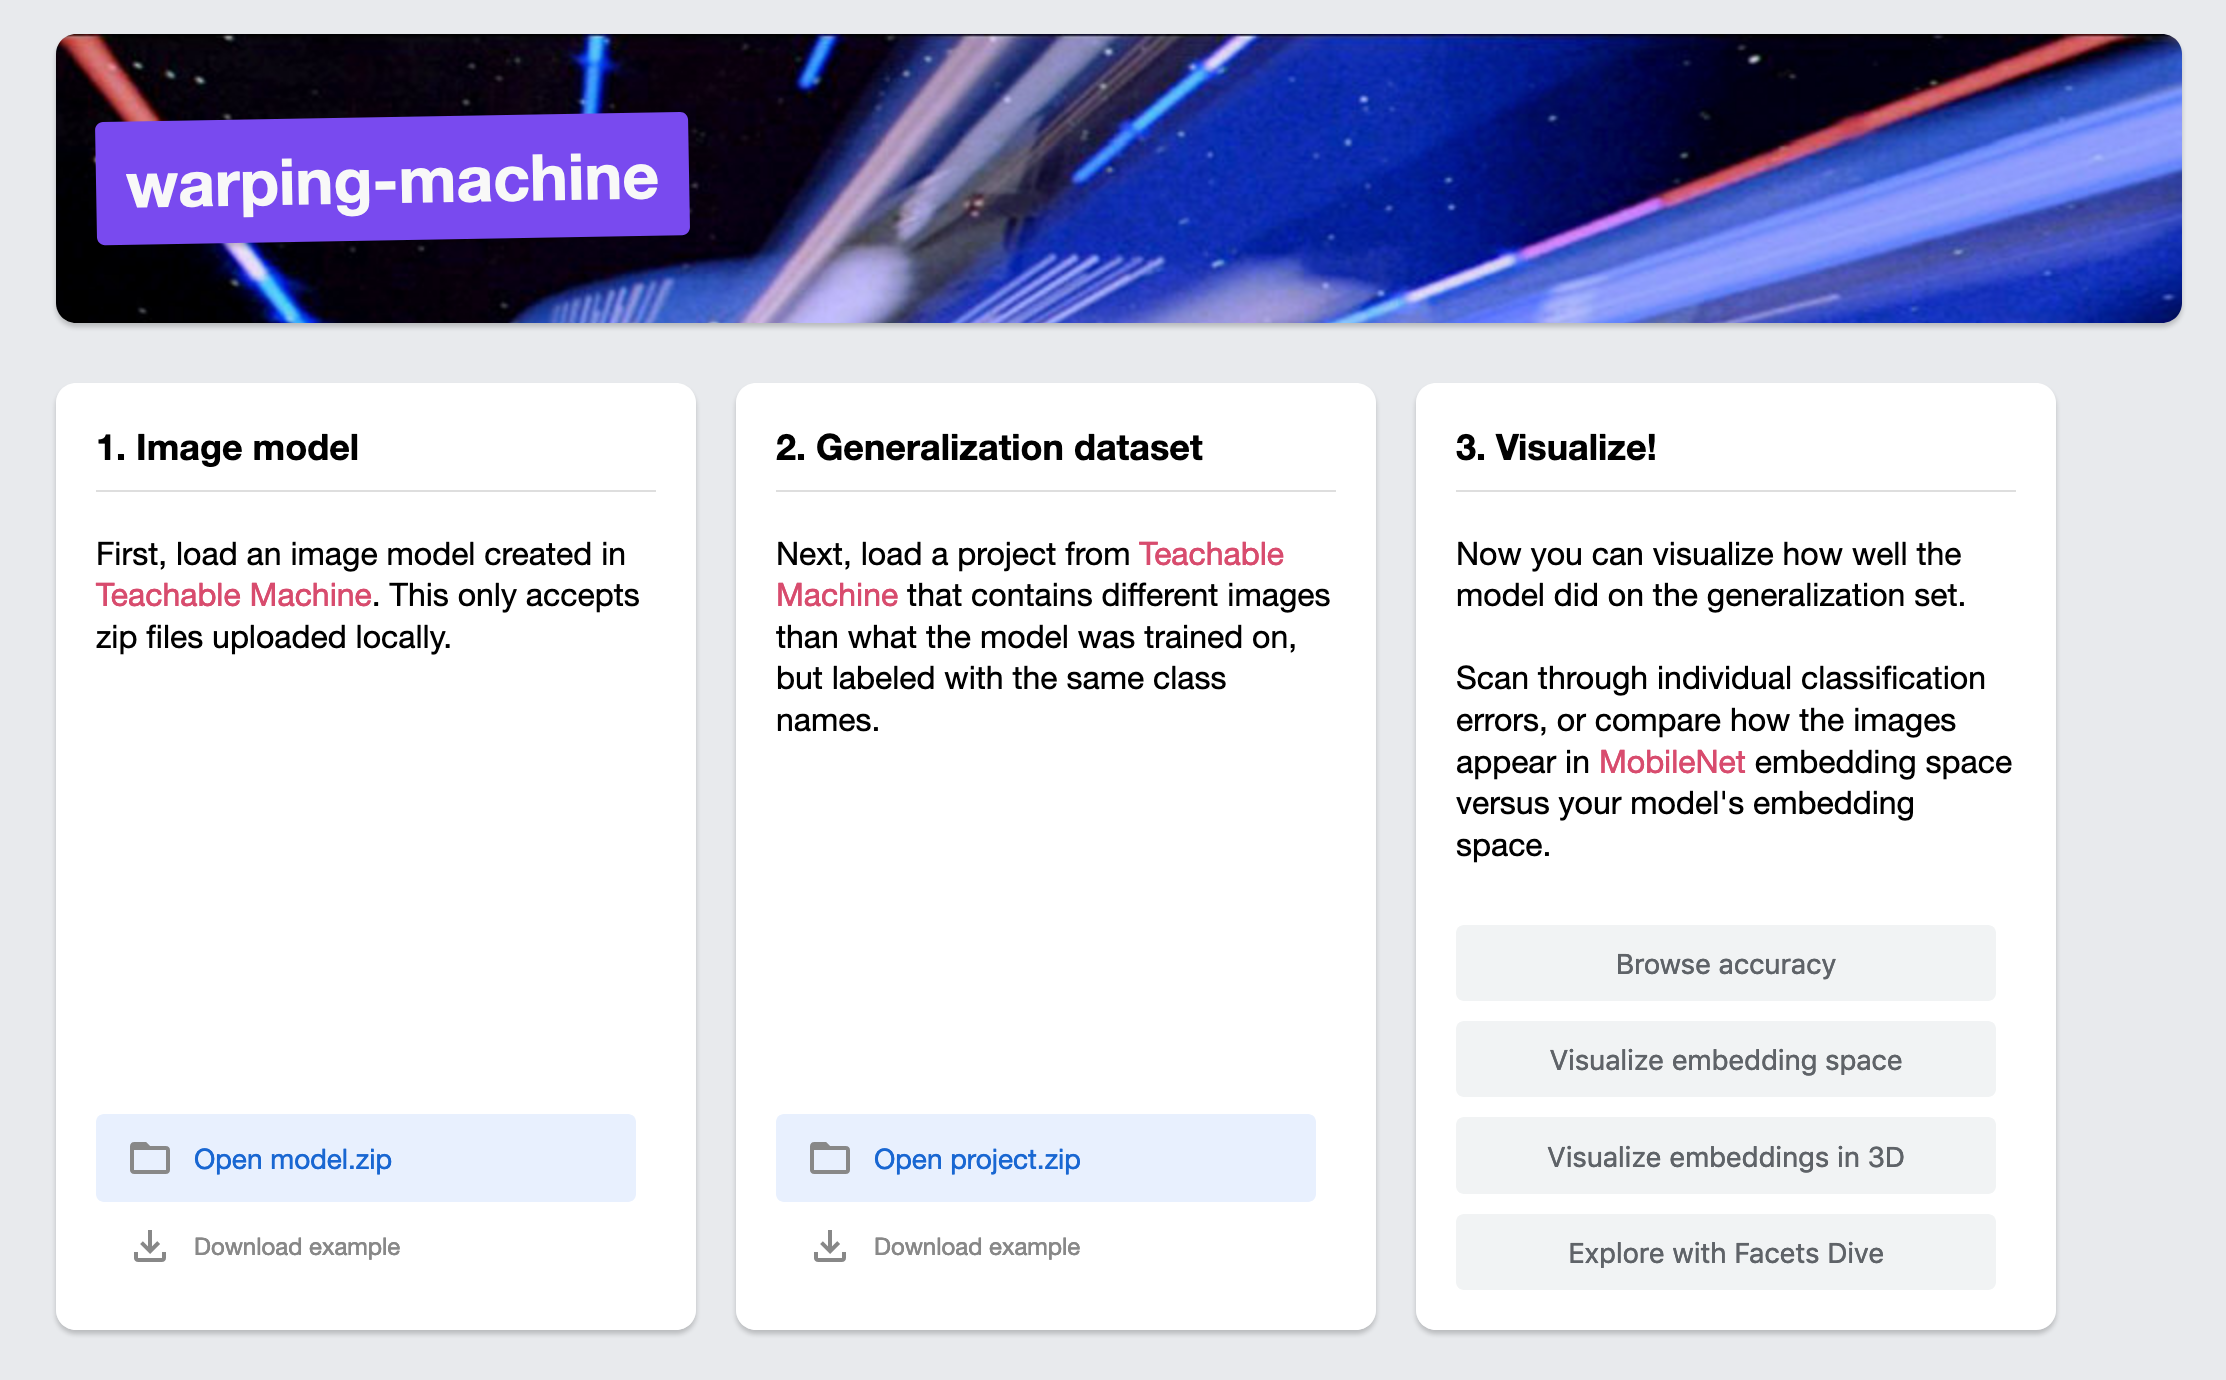 warping-machine
1. Image model
First, load an image model created in
Teachable Machine. This only accepts
zip files uploaded locally.
Open model.zip
Download example
2. Generalization dataset
Next, load a project from Teachable
Machine that contains different images
than what the model was trained on,
but labeled with the same class
names.
Open project.zip
Download example
3. Visualize!
Now you can visualize how well the
model did on the generalization set.
Scan through individual classification
errors, or compare how the images
appear in MobileNet embedding space
versus your model's embedding
space.
Browse accuracy
Visualize embedding space
Visualize embeddings in 3D
Explore with Facets Dive